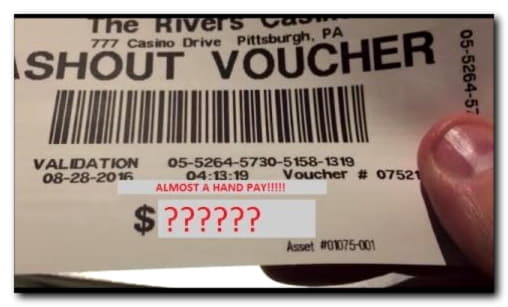 The Rivers Casino
777 Casino Drive Pittsburgh, PA
ASHOUT VOUCHER
05-5264-57
VALIDATION 05-5264-5730-5158-1319
08-28-2016 04:13:19 Voucher # 07521
ALMOST A HAND PAY!!!!!
$ ??????
Asset #01075-001